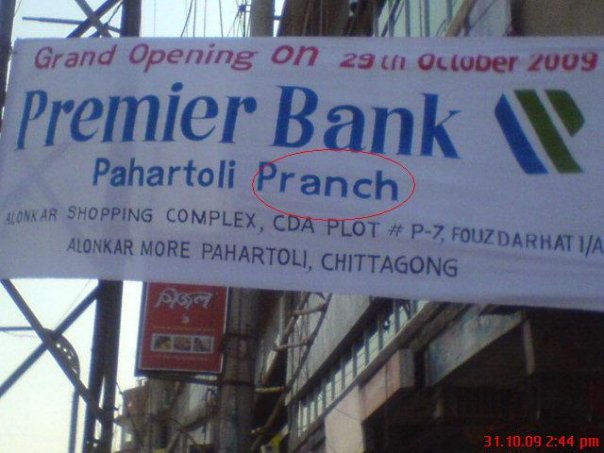 Grand Opening on 29th October 2009
Premier Bank
Pahartoli Pranch
ALONKAR SHOPPING COMPLEX, CDA PLOT # P-7, FOUZDARHAT 1/A
ALONKAR MORE PAHARTOLI, CHITTAGONG
31.10.09 2:44 pm